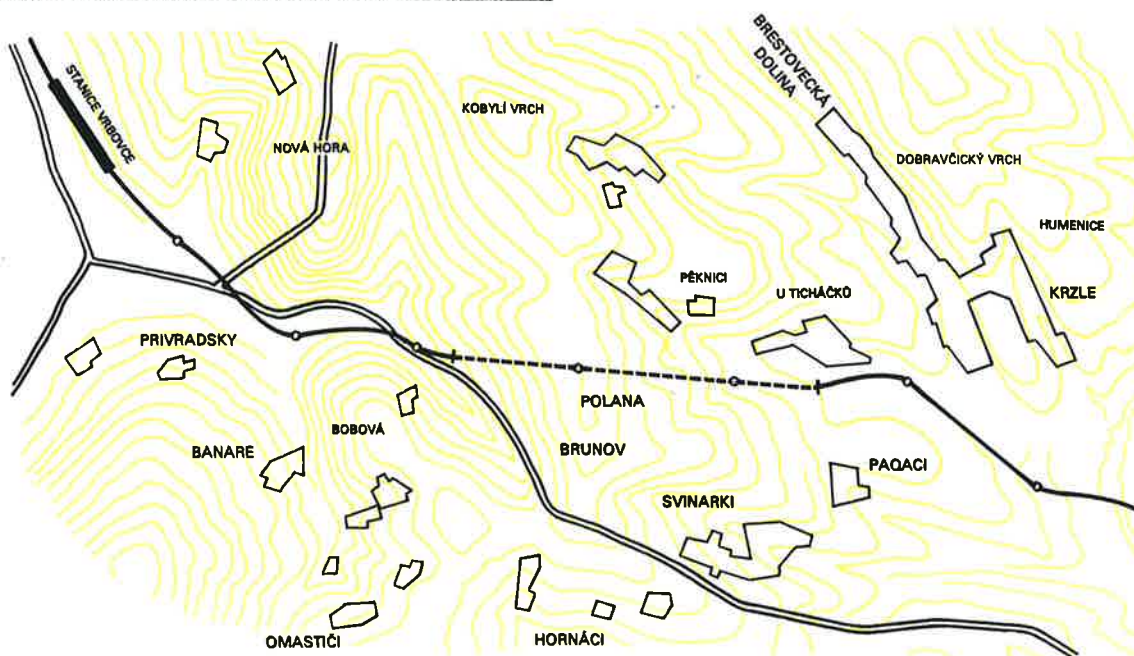 STANICE VRBOVCE
NOVÁ HORA
KOBYLÍ VRCH
BRESTOVECKÁ
DOLINA
DOBRAVČICKÝ VRCH
HUMENICE
KRZLE
PĚKNICI
U TICHÁČKŮ
PRIVRADSKY
POLANA
BOBOVÁ
BANARE
BRUNOV
PAQACI
SVINARKI
OMASTIČI
HORNÁCI